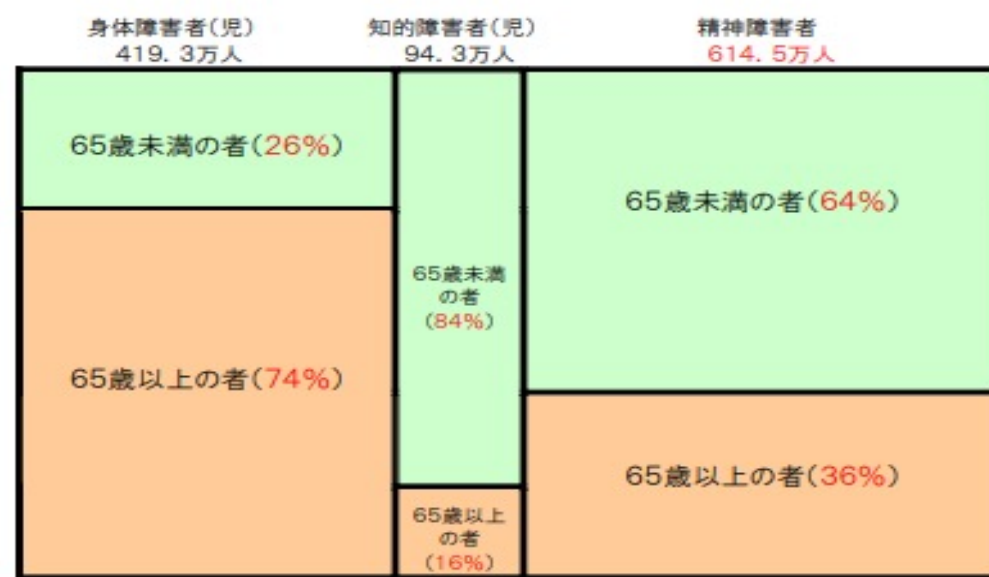 身体障害者(児)
419.3万人
知的障害者(児)
94.3万人
精神障害者
614.5万人
65歳未満の者(26%)
65歳以上の者(74%)
65歳未満
の者
(84%)
65歳以上
の者
(16%)
65歳未満の者(64%)
65歳以上の者(36%)